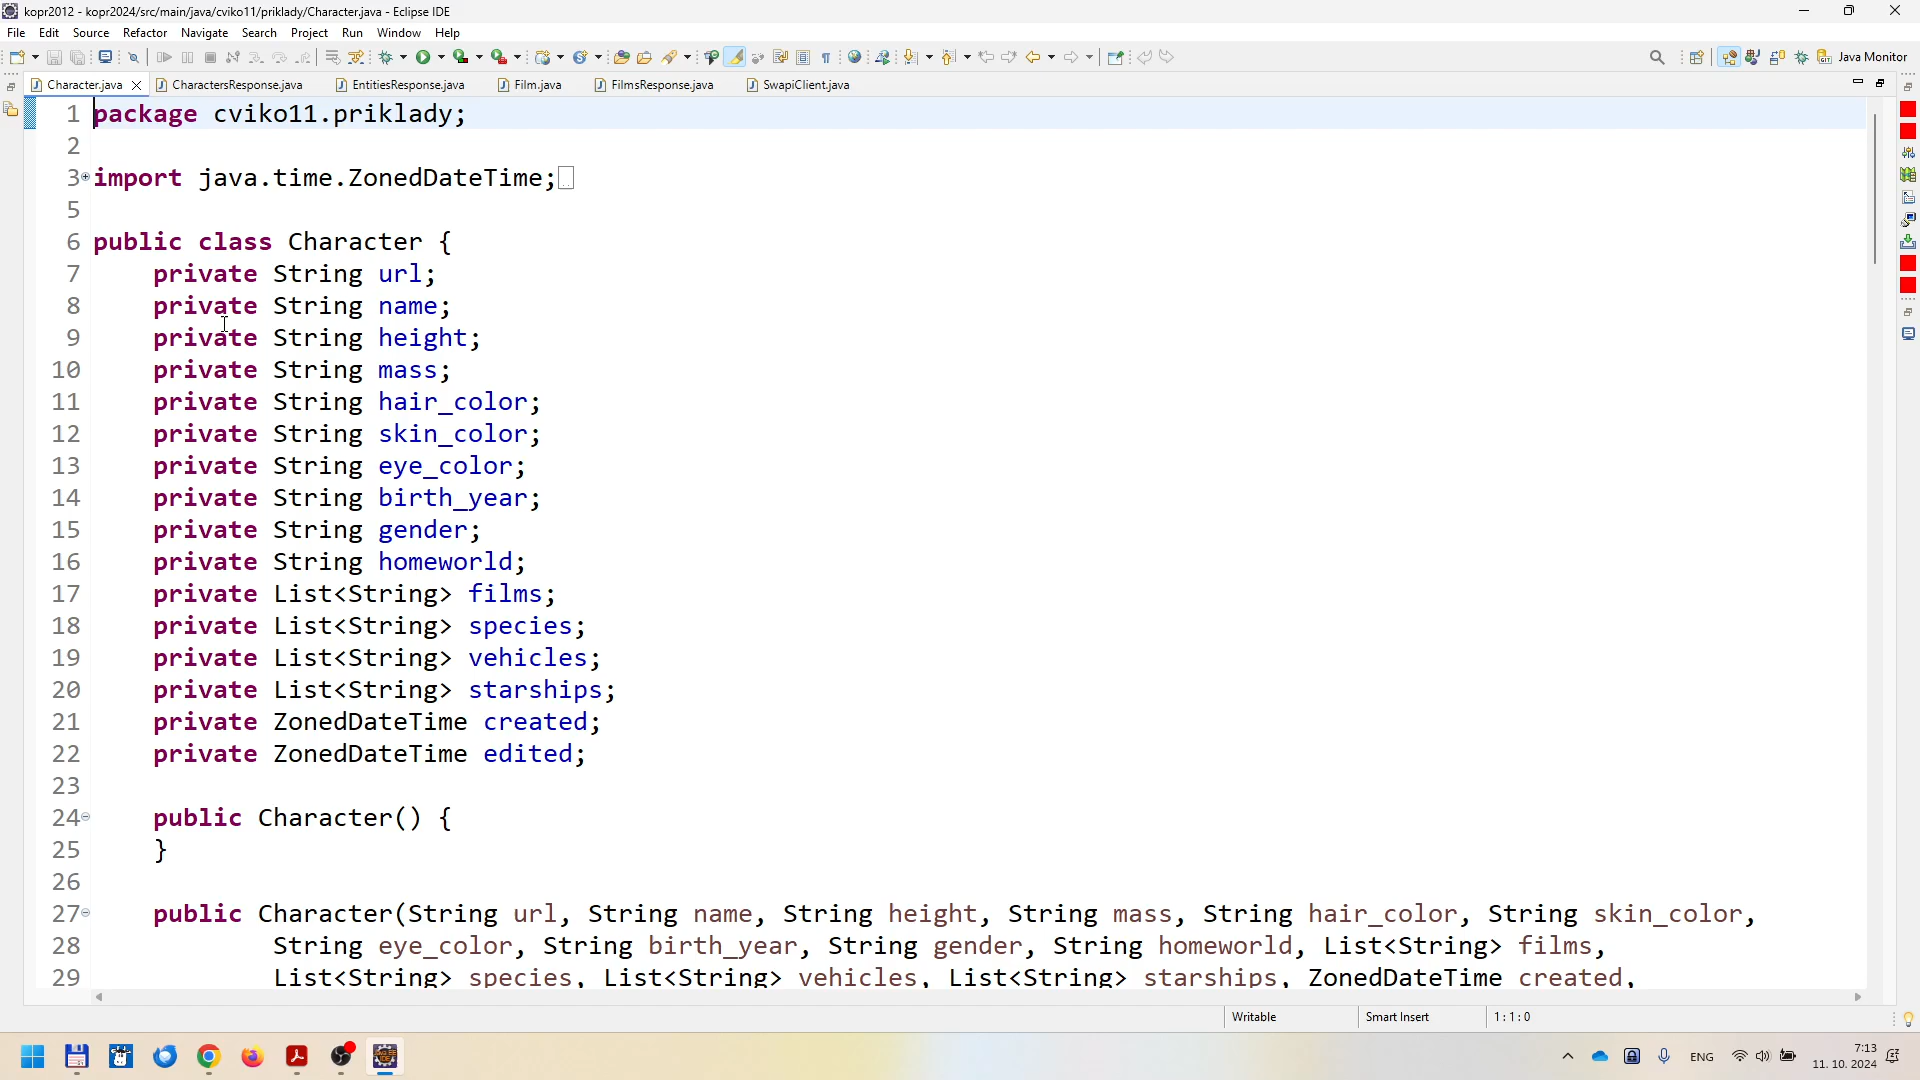 kopr2012 - kopr2024/src/main/java/cviko11/priklady/Character.java - Eclipse IDE
File Edit Source Refactor Navigate Search Project Run Window Help
Java Monitor
Character.java CharactersResponse.java EntitiesResponse.java Film.java FilmsResponse.java SwapiClient.java
1 package cviko11.priklady;
2
3 import java.time.ZonedDateTime;
5
6 public class Character {
7 private String url;
8 private String name;
9 private String height;
10 private String mass;
11 private String hair_color;
12 private String skin_color;
13 private String eye_color;
14 private String birth_year;
15 private String gender;
16 private String homeworld;
17 private List<String> films;
18 private List<String> species;
19 private List<String> vehicles;
20 private List<String> starships;
21 private ZonedDateTime created;
22 private ZonedDateTime edited;
23
24 public Character() {
25 }
26
27 public Character(String url, String name, String height, String mass, String hair_color, String skin_color,
28 String eye_color, String birth_year, String gender, String homeworld, List<String> films,
29 List<String> species, List<String> vehicles, List<String> starships, ZonedDateTime created,
Writable Smart Insert 1 : 1 : 0
ENG 7:13
11. 10. 2024